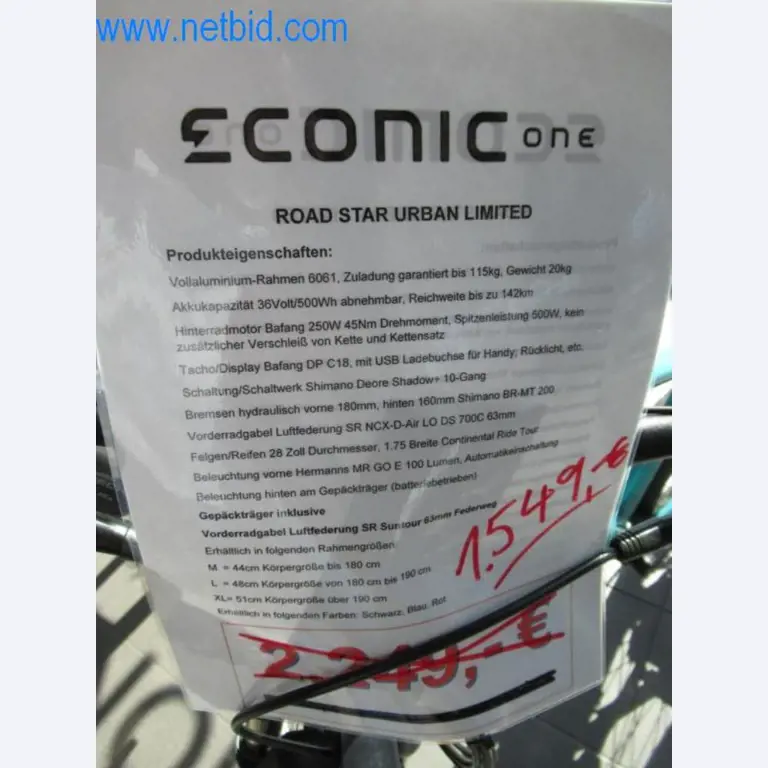 www.netbid.com
ECONIC ONE
ROAD STAR URBAN LIMITED
Produkteigenschaften:
Vollaluminium-Rahmen 6061, Zuladung garantiert bis 115kg, Gewicht 20kg
Akkukapazität 36Volt/500Wh abnehmbar, Reichweite bis zu 142km
Hinterradmotor Bafang 250W 45Nm Drehmoment, Spitzenleistung 500W, kein
zusätzlicher Verschleiß von Kette und Kettensatz
Tacho/Display Bafang DP C18, mit USB Ladebuchse für Handy, Rücklicht, etc.
Schaltung/Schaltwerk Shimano Deore Shadow+ 10-Gang
Bremsen hydraulisch vorne 180mm, hinten 160mm Shimano BR-MT 200
Vorderradgabel Luftfederung SR NCX-D-Air LO DS 700C 63mm
Felgen/Reifen 28 Zoll Durchmesser, 1.75 Breite Continental Ride Tour
Beleuchtung vorne Hermanns MR GO E 100 Lumen, Automatikeinschaltung
Beleuchtung hinten am Gepäckträger (batteriebetrieben)
Gepäckträger inklusive
Vorderradgabel Luftfederung SR Suntour 63mm Federweg
Erhältlich in folgenden Rahmengrößen:
M = 44cm Körpergröße bis 180 cm
L = 48cm Körpergröße von 180 cm bis 190 cm
XL= 51cm Körpergröße über 190 cm
Erhältlich in folgenden Farben: Schwarz, Blau, Rot
1.549,-€
2.249,-€